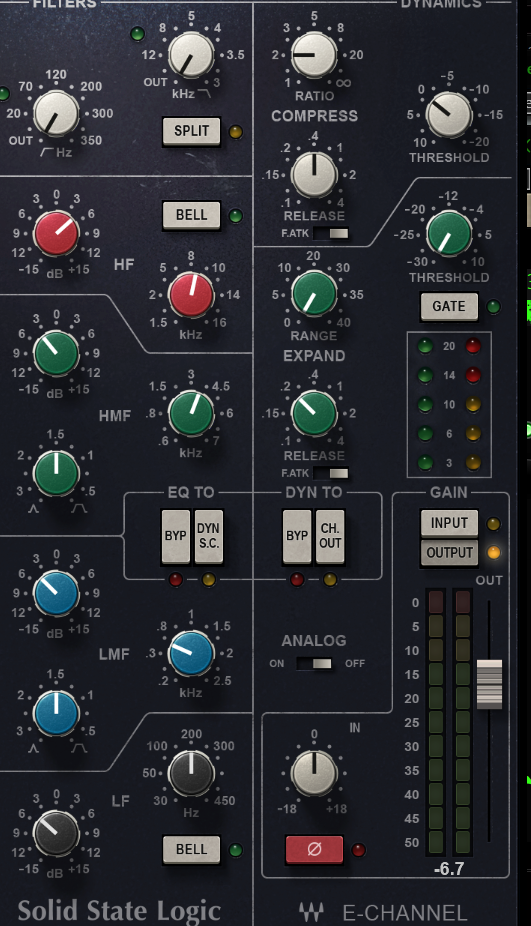 FILTERS
DYNAMICS
5
8 4
12 3.5
OUT 3
kHz
120
70 200
20 300
OUT 350
Hz
SPLIT
5
3 8
2 20
1 ∞
RATIO
COMPRESS
.4
.2 1
.15 2
.1 4
RELEASE
F.ATK
-5
0 -10
5 -15
10 -20
THRESHOLD
-12
-20 -4
-25 5
-30 10
THRESHOLD
GATE
20
14
10
6
3
0
3 3
6 6
9 9
12 12
-15 dB +15
HF
BELL
8
5 10
2 14
1.5 16
kHz
20
10 30
5 35
0 40
RANGE
EXPAND
.4
.2 1
.15 2
.1 4
RELEASE
F.ATK
0
3 3
6 6
9 9
12 12
-15 dB +15
HMF
3
1.5 4.5
.8 6
.6 7
kHz
1.5
2 1
3 .5
EQ TO
BYP
DYN
S.C.
DYN TO
BYP
CH.
OUT
GAIN
INPUT
OUTPUT
OUT
0
5
10
15
20
25
30
35
40
45
50
-6.7
0
3 3
6 6
9 9
12 12
-15 dB +15
LMF
1
.8 1.5
.3 2
.2 2.5
kHz
1.5
2 1
3 .5
ANALOG
ON OFF
IN
0
-18 +18
Ø
200
100 300
50
30 450
Hz
LF
0
3 3
6 6
9 9
12 12
-15 dB +15
BELL
Solid State Logic
E-CHANNEL